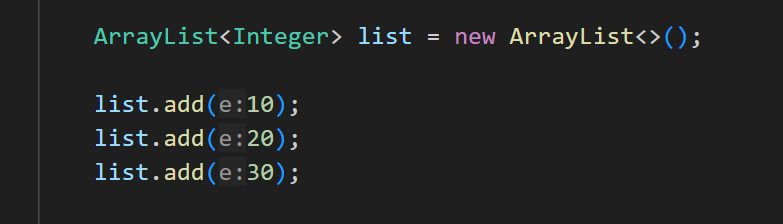 ArrayList<Integer> list = new ArrayList<>();
list.add(e:10);
list.add(e:20);
list.add(e:30);